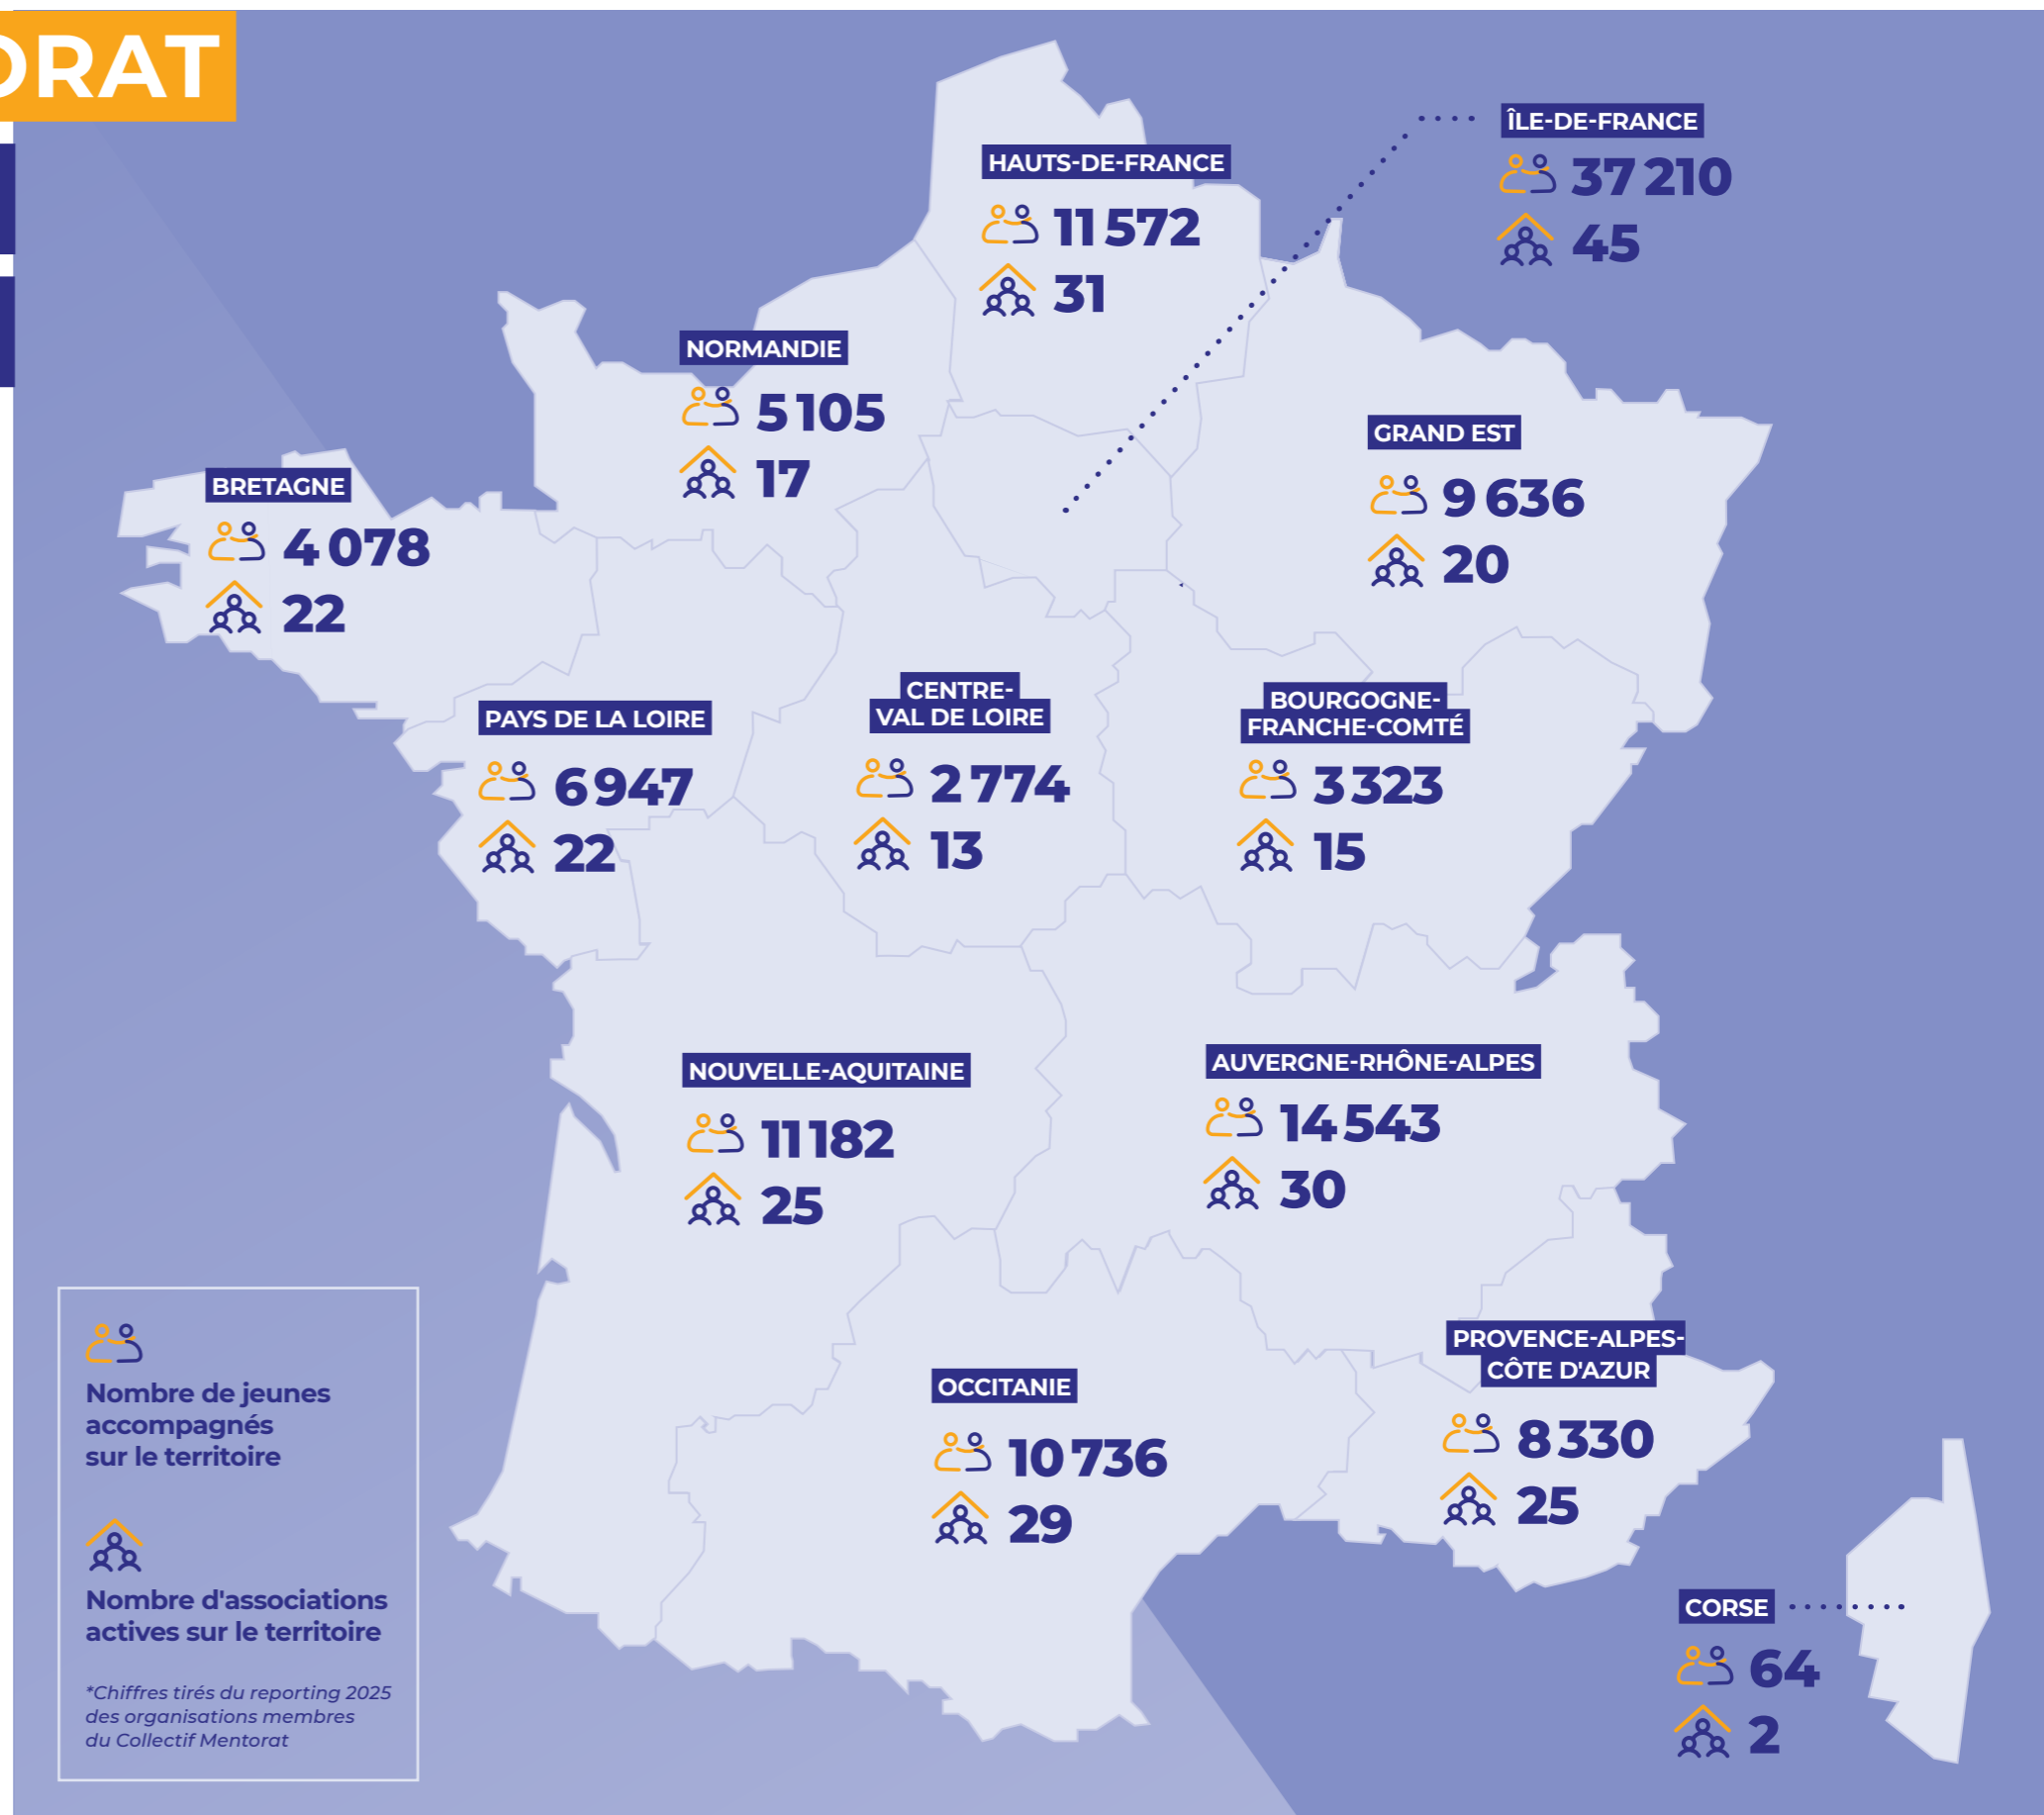 ORAT
ÎLE-DE-FRANCE
37 210
45
HAUTS-DE-FRANCE
11 572
31
NORMANDIE
5 105
17
GRAND EST
9 636
20
BRETAGNE
4 078
22
PAYS DE LA LOIRE
6 947
22
CENTRE-
VAL DE LOIRE
2 774
13
BOURGOGNE-
FRANCHE-COMTÉ
3 323
15
NOUVELLE-AQUITAINE
11 182
25
AUVERGNE-RHÔNE-ALPES
14 543
30
OCCITANIE
10 736
29
PROVENCE-ALPES-
CÔTE D'AZUR
8 330
25
CORSE
64
2
Nombre de jeunes
accompagnés
sur le territoire
Nombre d'associations
actives sur le territoire
*Chiffres tirés du reporting 2025
des organisations membres
du Collectif Mentorat